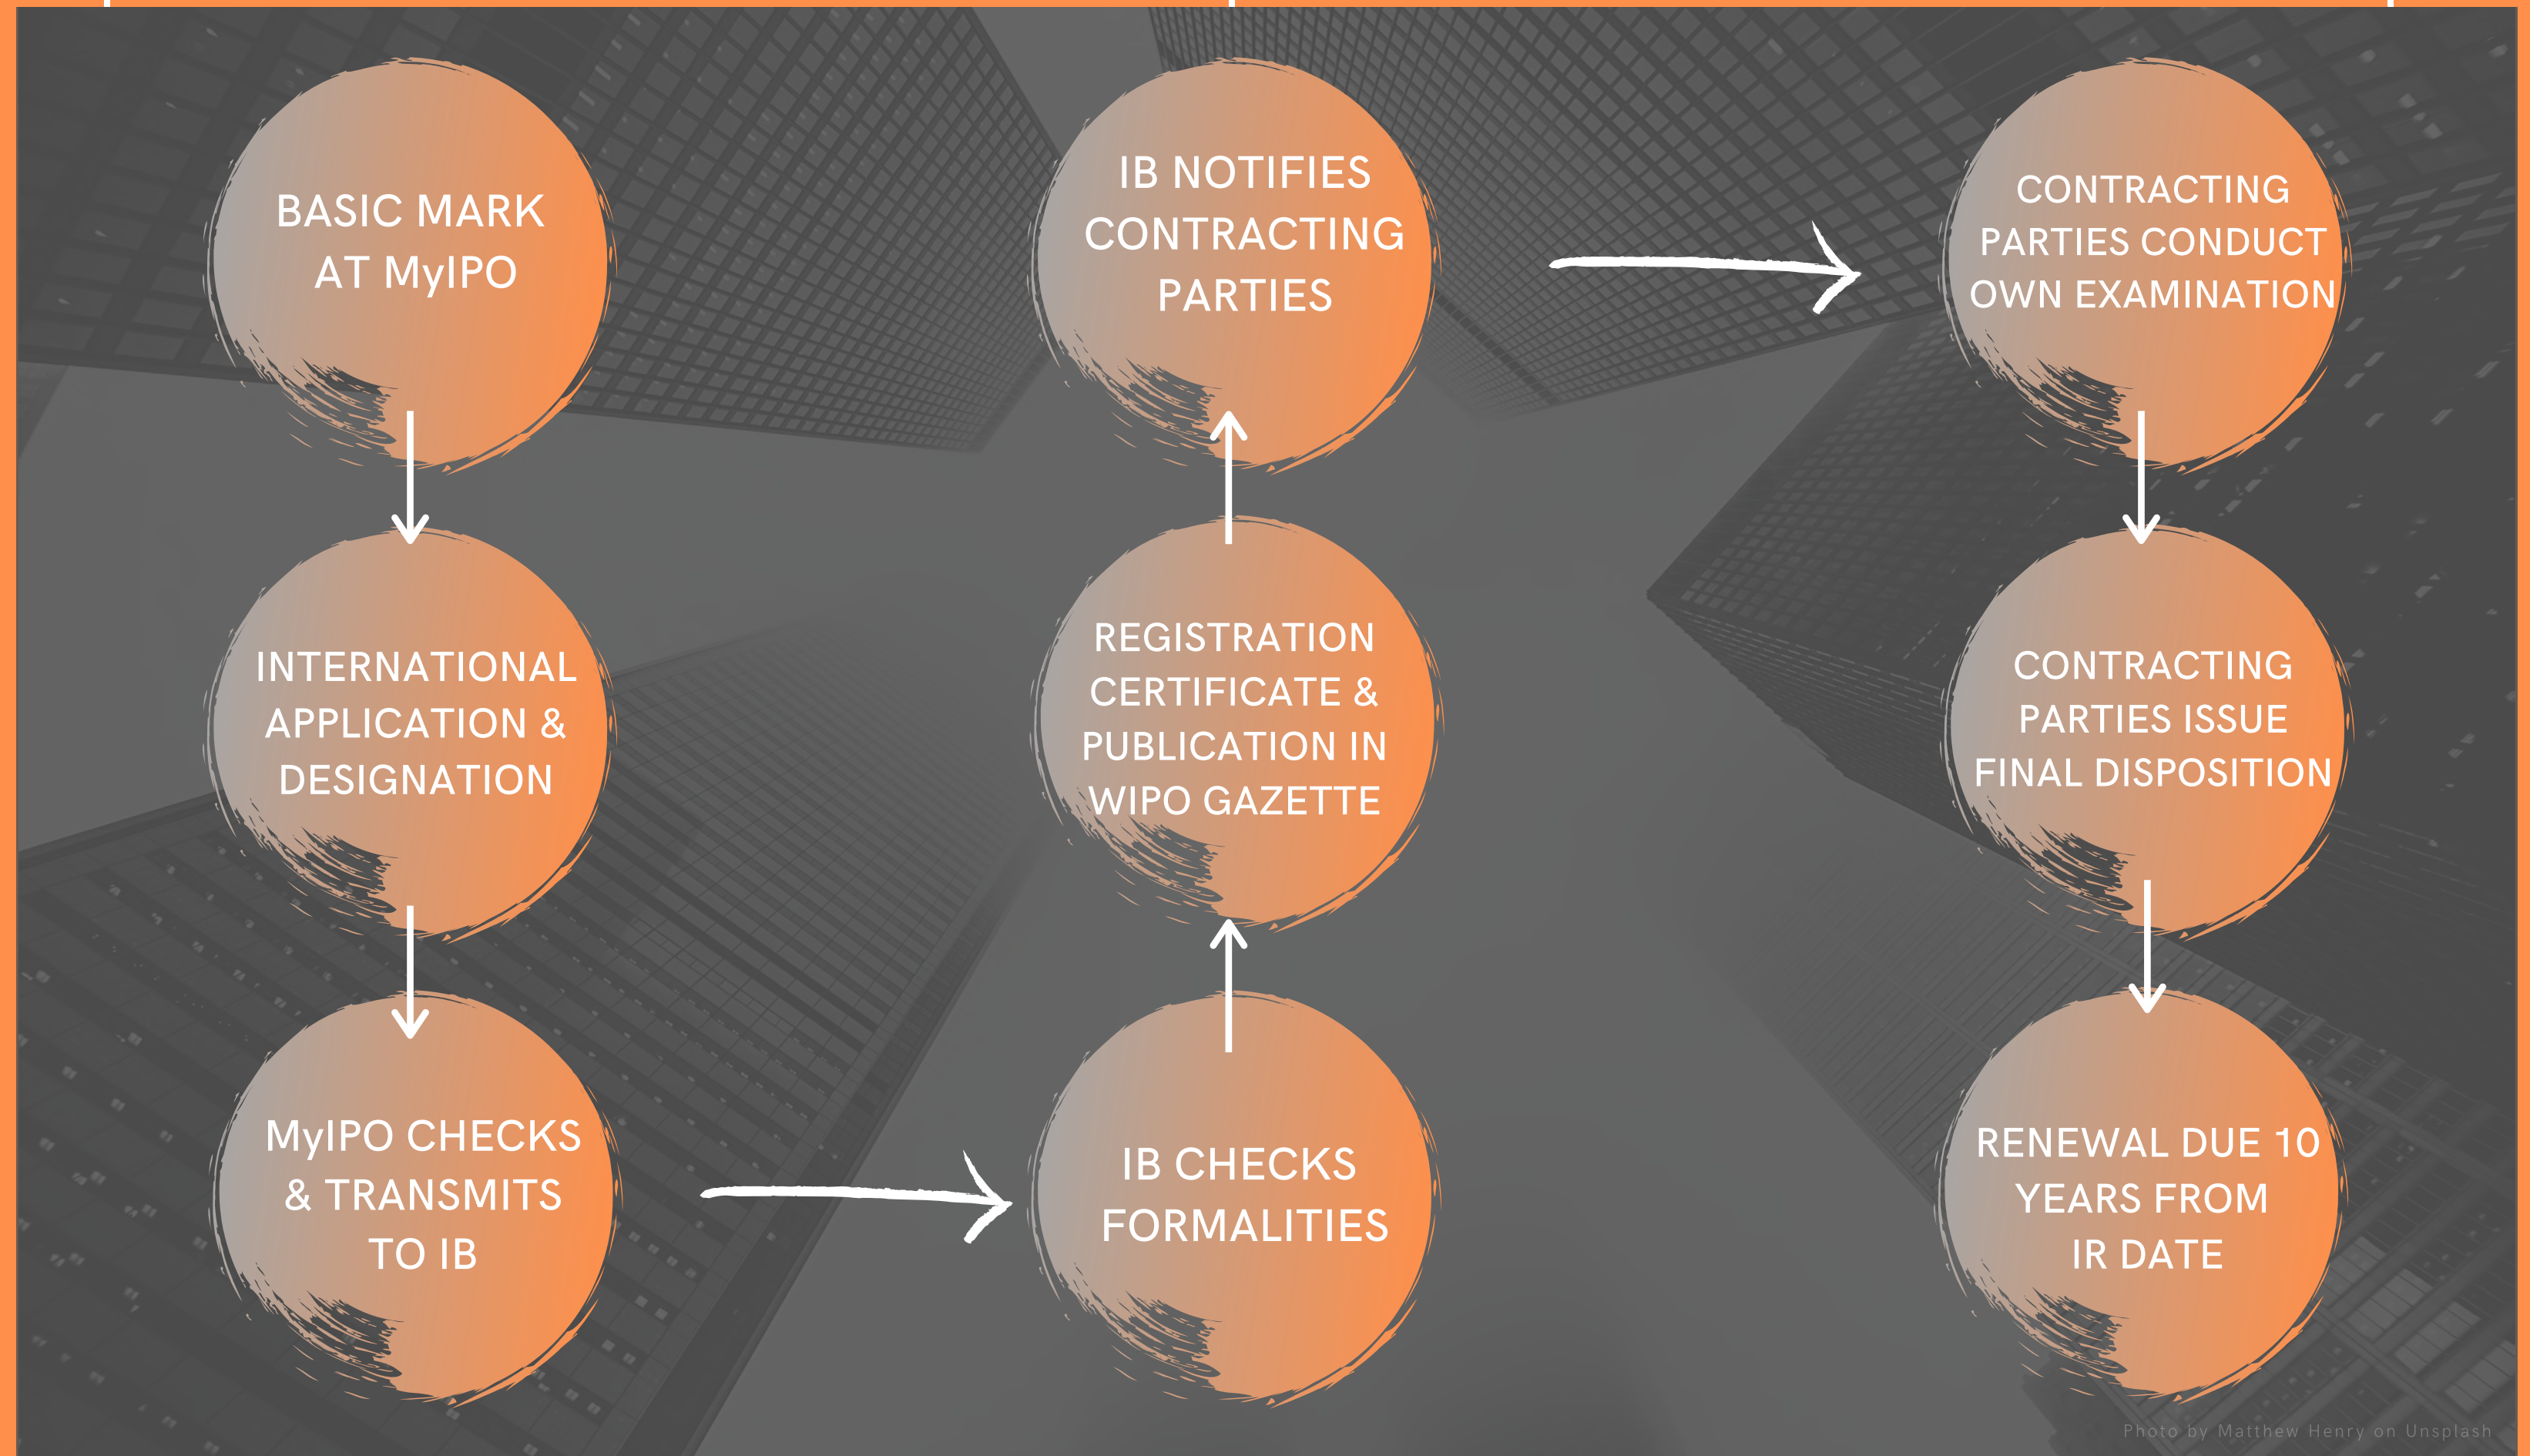 BASIC MARK
AT MyIPO
INTERNATIONAL
APPLICATION &
DESIGNATION
MyIPO CHECKS
& TRANSMITS
TO IB
IB CHECKS
FORMALITIES
REGISTRATION
CERTIFICATE &
PUBLICATION IN
WIPO GAZETTE
IB NOTIFIES
CONTRACTING
PARTIES
CONTRACTING
PARTIES CONDUCT
OWN EXAMINATION
CONTRACTING
PARTIES ISSUE
FINAL DISPOSITION
RENEWAL DUE 10
YEARS FROM
IR DATE
Photo by Matthew Henry on Unsplash